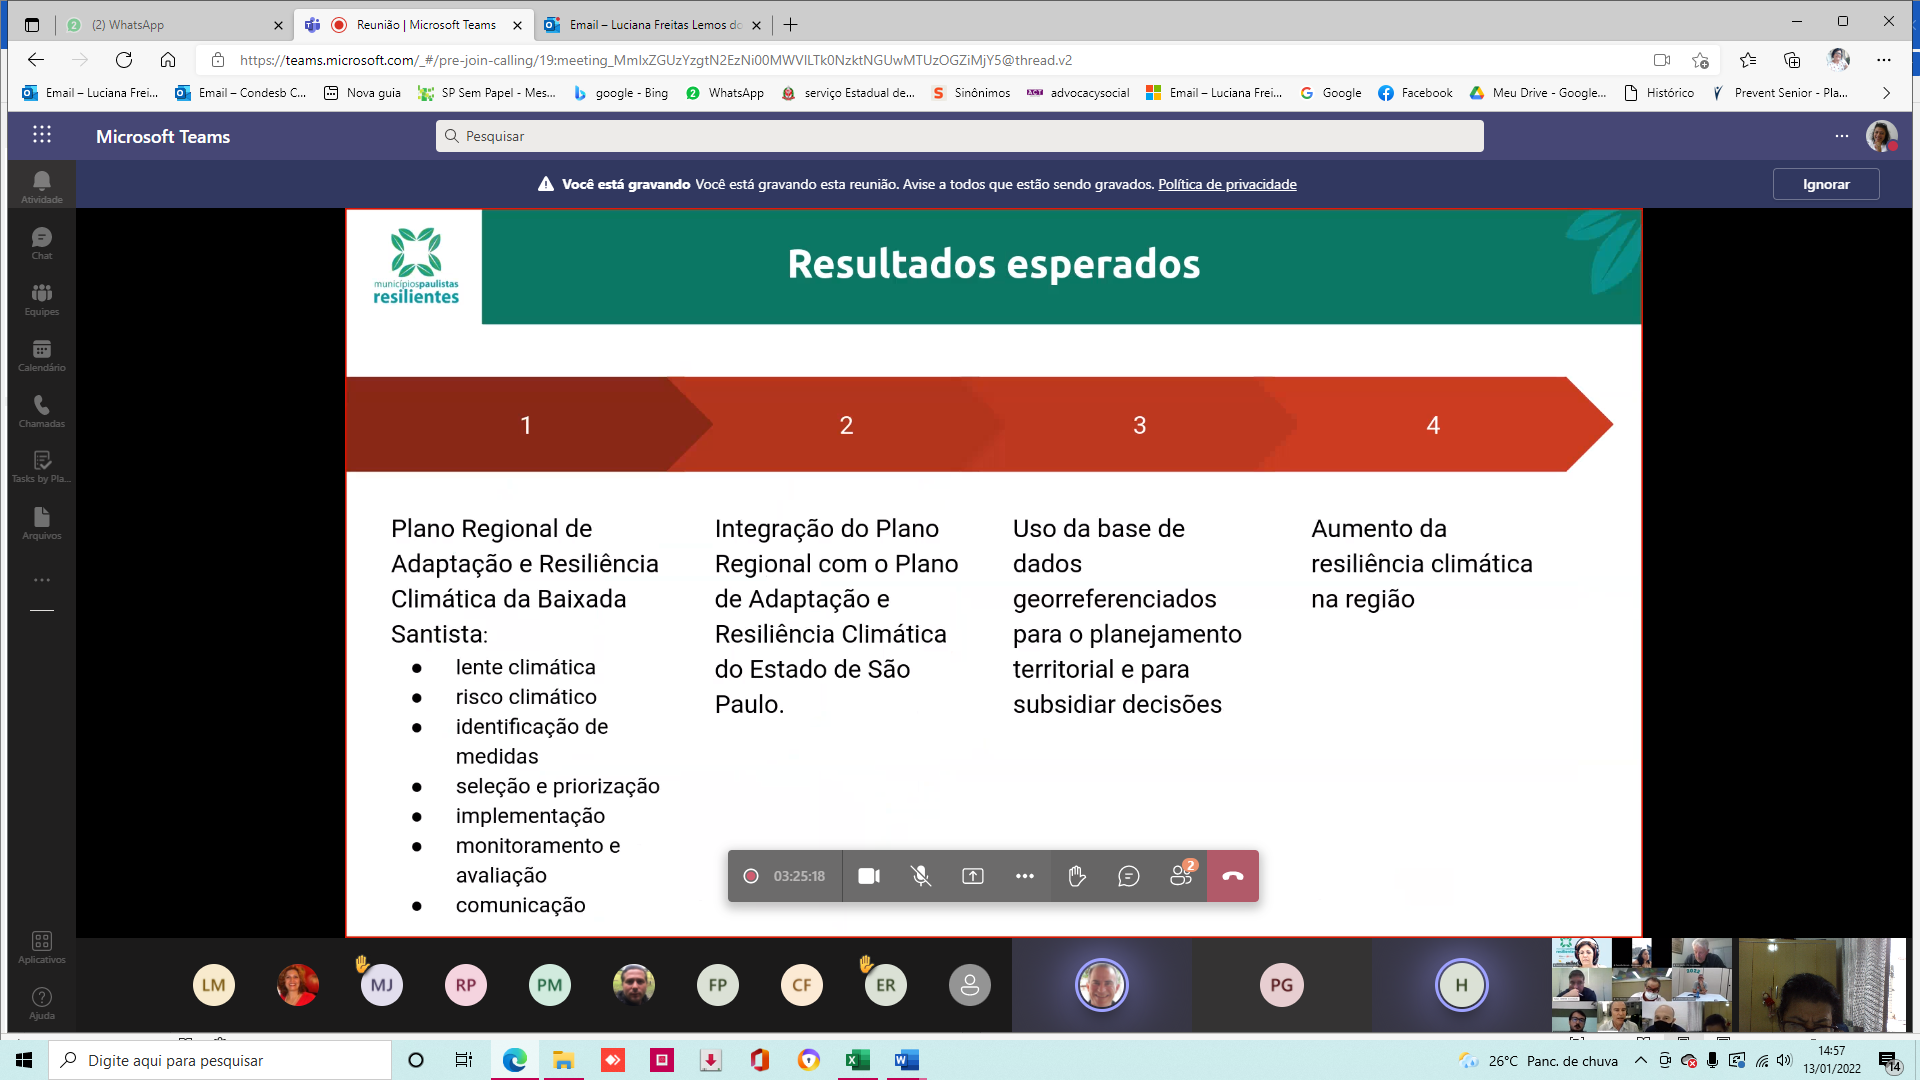 (2) WhatsApp
Reunião | Microsoft Teams
Email – Luciana Freitas Lemos do
https://teams.microsoft.com/_#/pre-join-calling/19:meeting_MmIxZGUzYzgtN2EzNi00MWVlLTk0NzktNGUwMTUzOGZiMjY5@thread.v2
Email – Luciana Frei...
Email – Condesb C...
Nova guia
SP Sem Papel - Mes...
google - Bing
WhatsApp
serviço Estadual de...
Sinônimos
advocacysocial
Email – Luciana Frei...
Google
Facebook
Meu Drive - Google...
Histórico
Prevent Senior - Pla...
Microsoft Teams
Pesquisar
Você está gravando Você está gravando esta reunião. Avise a todos que estão sendo gravados. Política de privacidade
Ignorar
Atividade
Chat
Equipes
Calendário
Chamadas
Tasks by Pla...
Arquivos
Aplicativos
Ajuda
municípiospaulistas
resilientes
Resultados esperados
1
2
3
4
Plano Regional de
Adaptação e Resiliência
Climática da Baixada
Santista:
● lente climática
● risco climático
● identificação de
medidas
● seleção e priorização
● implementação
● monitoramento e
avaliação
● comunicação
Integração do Plano
Regional com o Plano
de Adaptação e
Resiliência Climática
do Estado de São
Paulo.
Uso da base de
dados
georreferenciados
para o planejamento
territorial e para
subsidiar decisões
Aumento da
resiliência climática
na região
03:25:18
2
LM
MJ
RP
PM
FP
CF
ER
PG
H
Digite aqui para pesquisar
26°C Panc. de chuva
14:57
13/01/2022
14